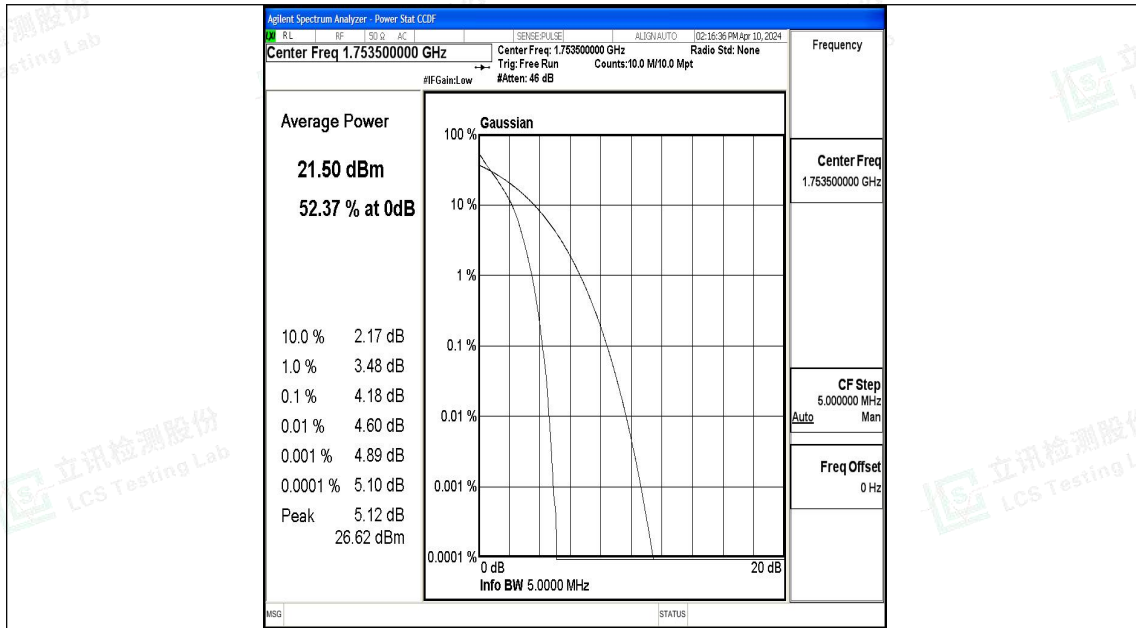 Agilent Spectrum Analyzer - Power Stat CCDF
RL RF 50 Ω AC SENSE:PULSE ALIGNAUTO 02:16:36 PM Apr 10, 2024
Center Freq 1.753500000 GHz
Center Freq: 1.753500000 GHz Radio Std: None
Trig: Free Run Counts:10.0 M/10.0 Mpt
#IFGain:Low #Atten: 46 dB
Frequency
Average Power
21.50 dBm
52.37 % at 0dB
10.0 % 2.17 dB
1.0 % 3.48 dB
0.1 % 4.18 dB
0.01 % 4.60 dB
0.001 % 4.89 dB
0.0001 % 5.10 dB
Peak 5.12 dB
26.62 dBm
Gaussian
100 %
10 %
1 %
0.1 %
0.01 %
0.001 %
0.0001 %
0 dB 20 dB
Info BW 5.0000 MHz
Center Freq
1.753500000 GHz
CF Step
5.000000 MHz
Auto Man
Freq Offset
0 Hz
MSG STATUS
立讯检测股份
LCS Testing Lab
立讯检测股份
LCS Testing L